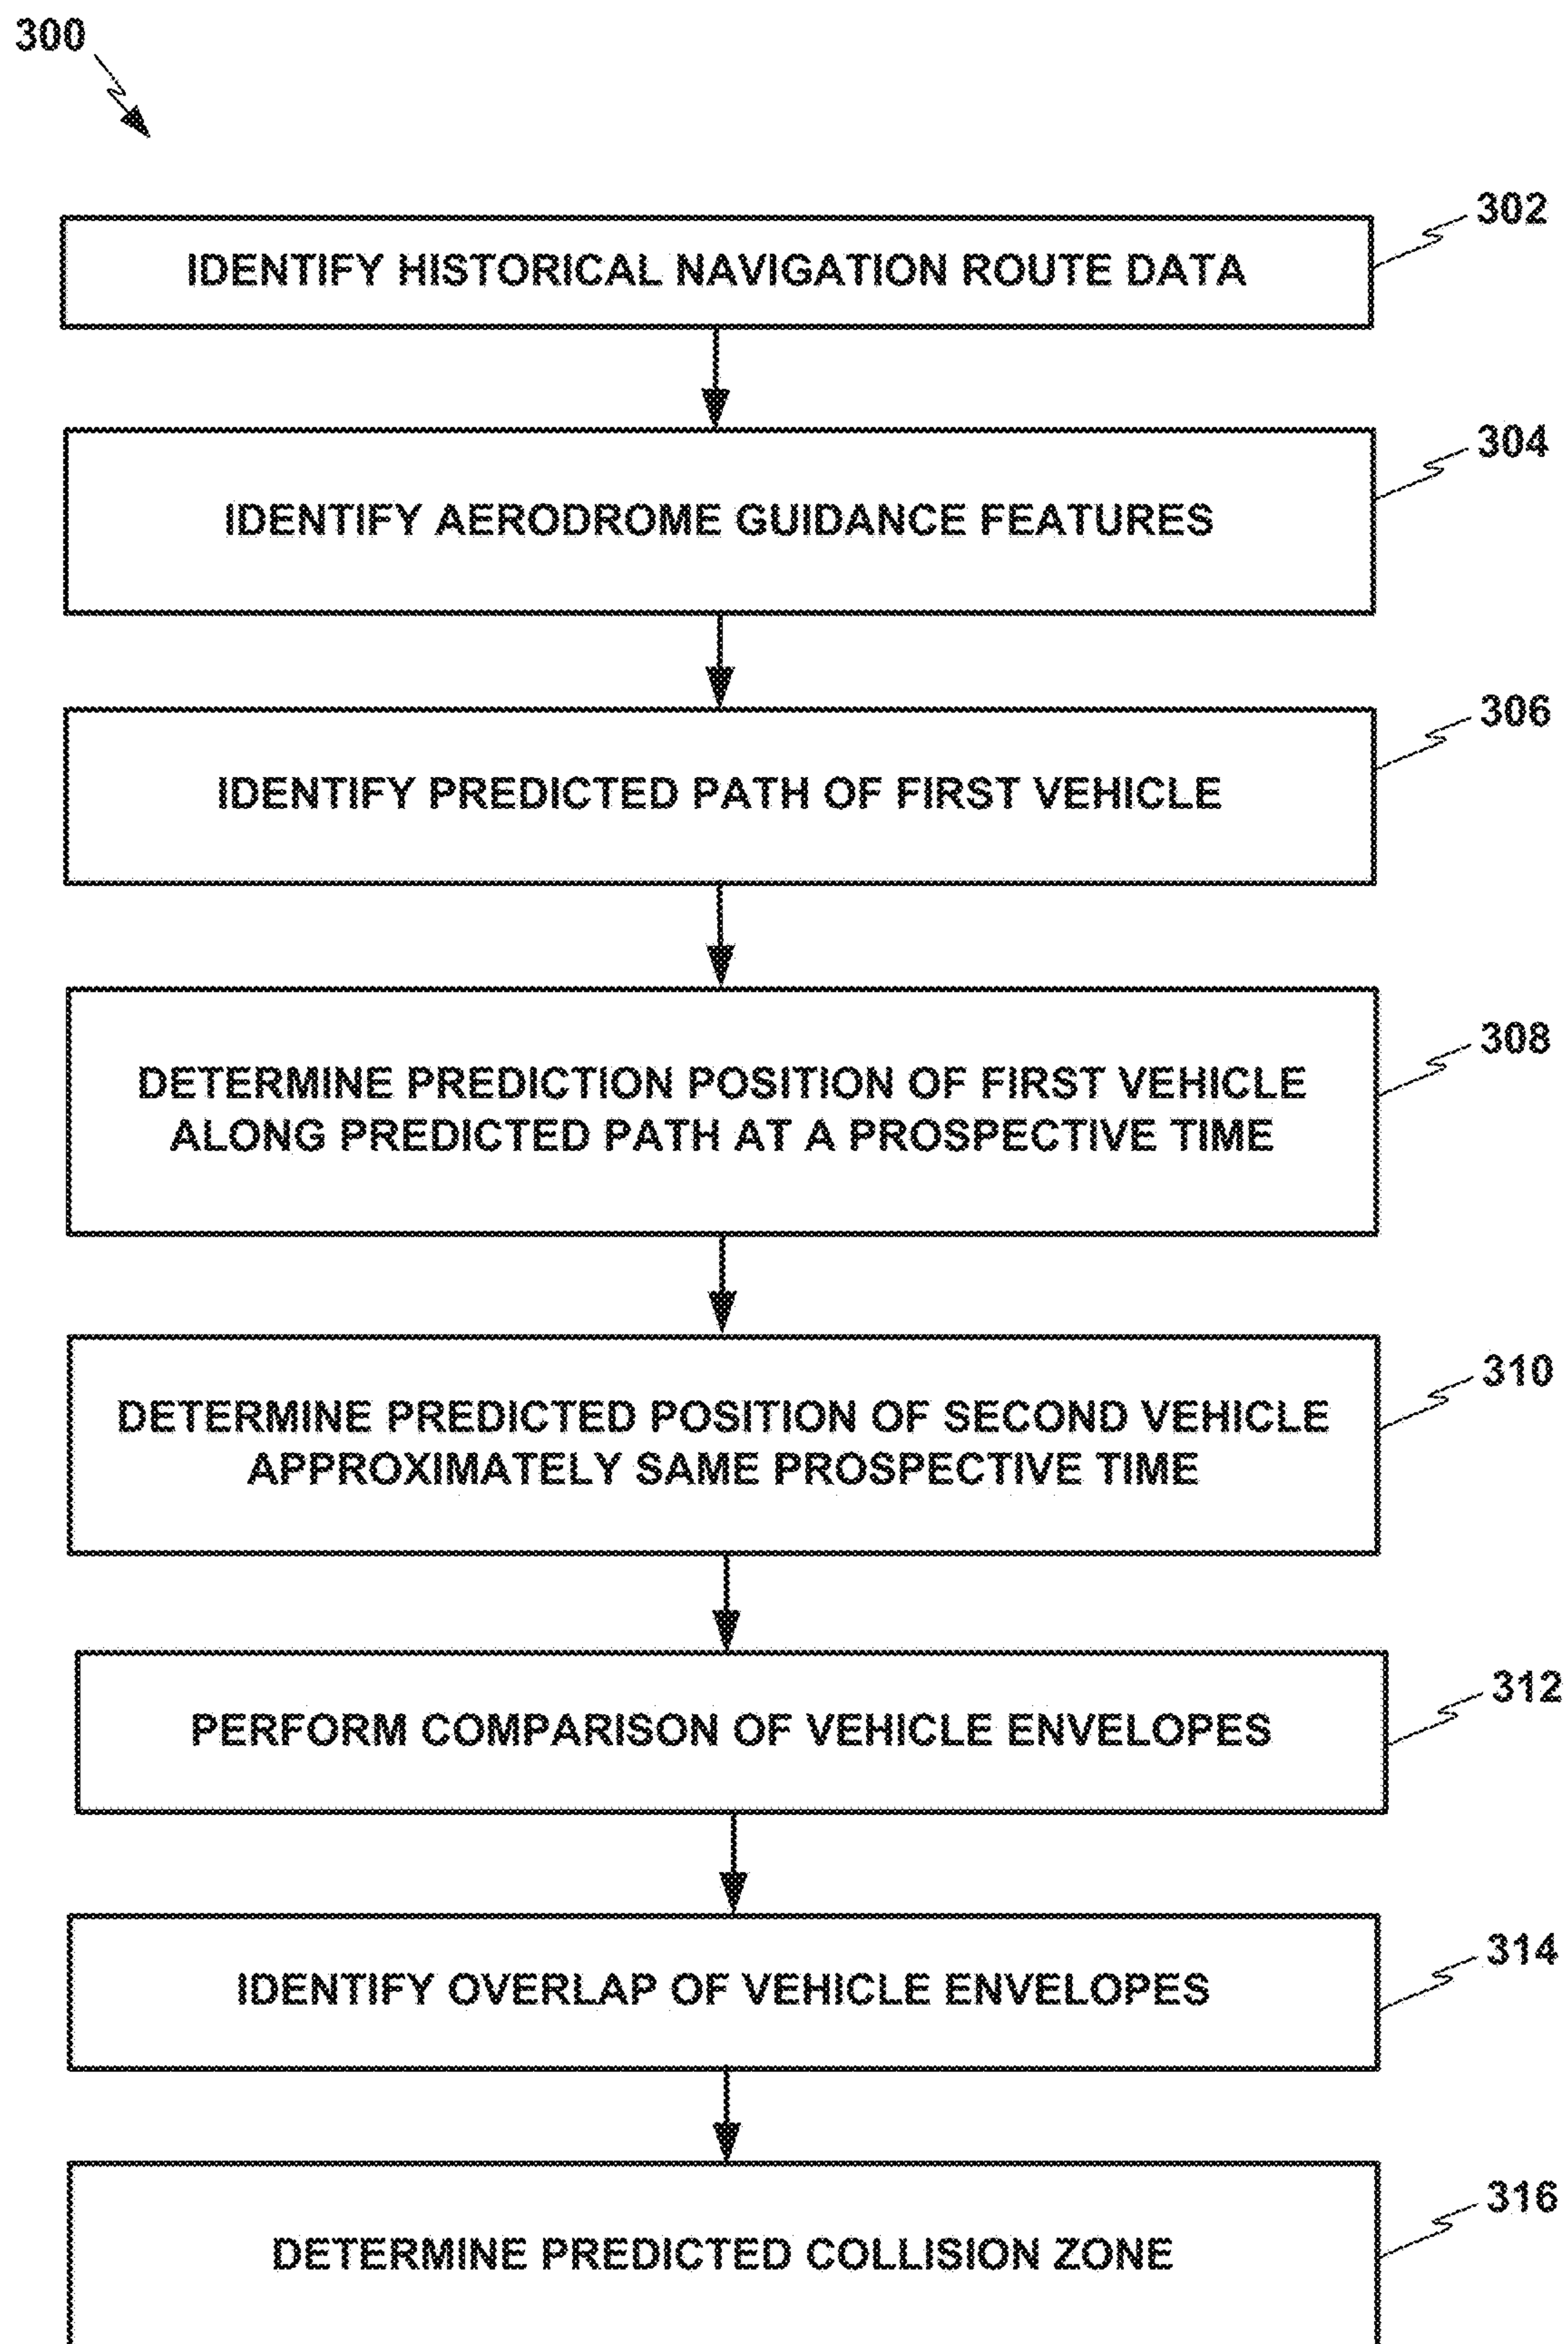 300
302
IDENTIFY HISTORICAL NAVIGATION ROUTE DATA
304
IDENTIFY AERODROME GUIDANCE FEATURES
306
IDENTIFY PREDICTED PATH OF FIRST VEHICLE
308
DETERMINE PREDICTION POSITION OF FIRST VEHICLE
ALONG PREDICTED PATH AT A PROSPECTIVE TIME
310
DETERMINE PREDICTED POSITION OF SECOND VEHICLE
APPROXIMATELY SAME PROSPECTIVE TIME
312
PERFORM COMPARISON OF VEHICLE ENVELOPES
314
IDENTIFY OVERLAP OF VEHICLE ENVELOPES
316
DETERMINE PREDICTED COLLISION ZONE